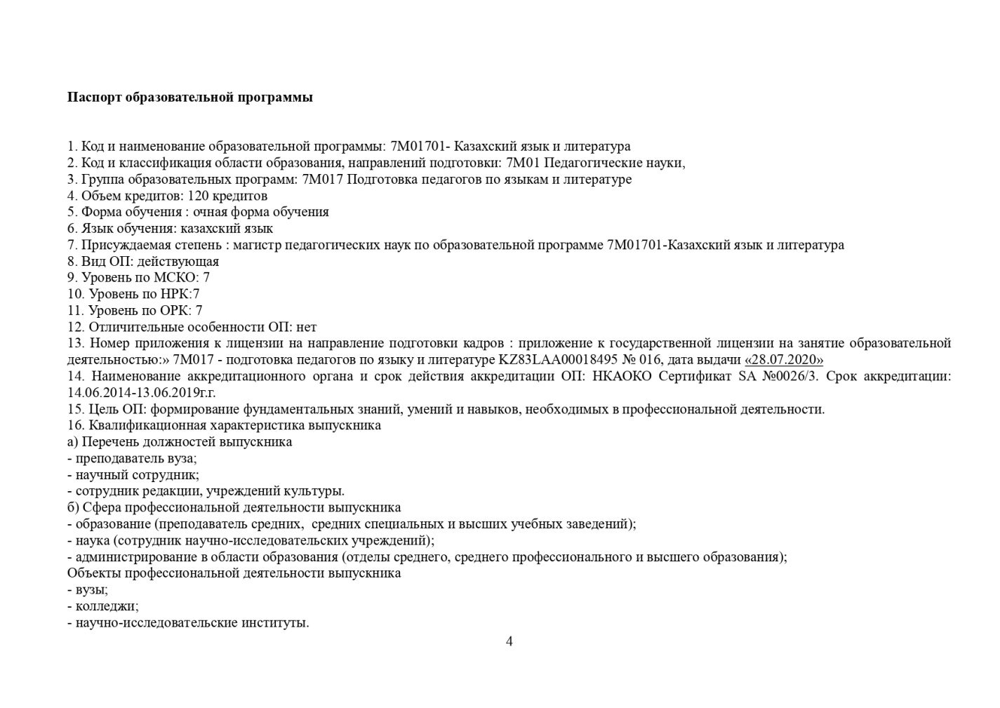 Паспорт образовательной программы
1. Код и наименование образовательной программы: 7М01701- Казахский язык и литература
2. Код и классификация области образования, направлений подготовки: 7М01 Педагогические науки,
3. Группа образовательных программ: 7М017 Подготовка педагогов по языкам и литературе
4. Объем кредитов: 120 кредитов
5. Форма обучения : очная форма обучения
6. Язык обучения: казахский язык
7. Присуждаемая степень : магистр педагогических наук по образовательной программе 7М01701-Казахский язык и литература
8. Вид ОП: действующая
9. Уровень по МСКО: 7
10. Уровень по НРК:7
11. Уровень по ОРК: 7
12. Отличительные особенности ОП: нет
13. Номер приложения к лицензии на направление подготовки кадров : приложение к государственной лицензии на занятие образовательной
деятельностью:» 7М017 - подготовка педагогов по языку и литературе KZ83LAA00018495 № 016, дата выдачи «28.07.2020»
14. Наименование аккредитационного органа и срок действия аккредитации ОП: НКАОКО Сертификат SA №0026/3. Срок аккредитации:
14.06.2014-13.06.2019г.г.
15. Цель ОП: формирование фундаментальных знаний, умений и навыков, необходимых в профессиональной деятельности.
16. Квалификационная характеристика выпускника
а) Перечень должностей выпускника
- преподаватель вуза;
- научный сотрудник;
- сотрудник редакции, учреждений культуры.
б) Сфера профессиональной деятельности выпускника
- образование (преподаватель средних,  средних специальных и высших учебных заведений);
- наука (сотрудник научно-исследовательских учреждений);
- администрирование в области образования (отделы среднего, среднего профессионального и высшего образования);
Объекты профессиональной деятельности выпускника
- вузы;
- колледжи;
- научно-исследовательские институты.
4